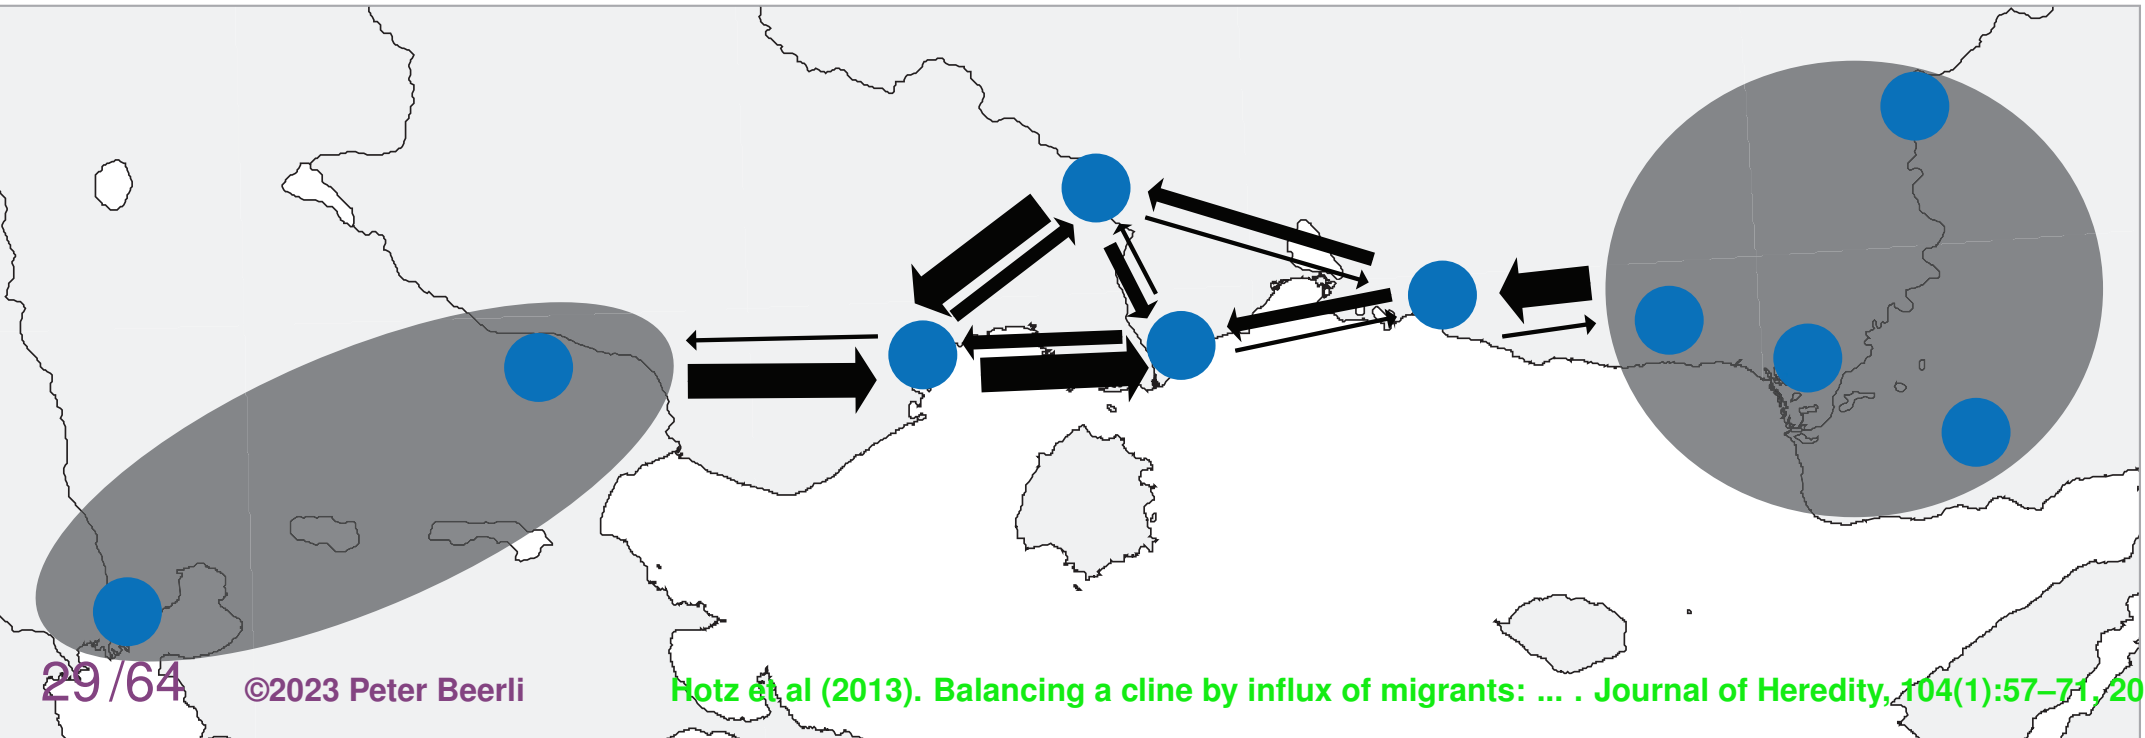 29/64 ©2023 Peter Beerli Hotz et al (2013). Balancing a cline by influx of migrants: ... . Journal of Heredity, 104(1):57–71, 20